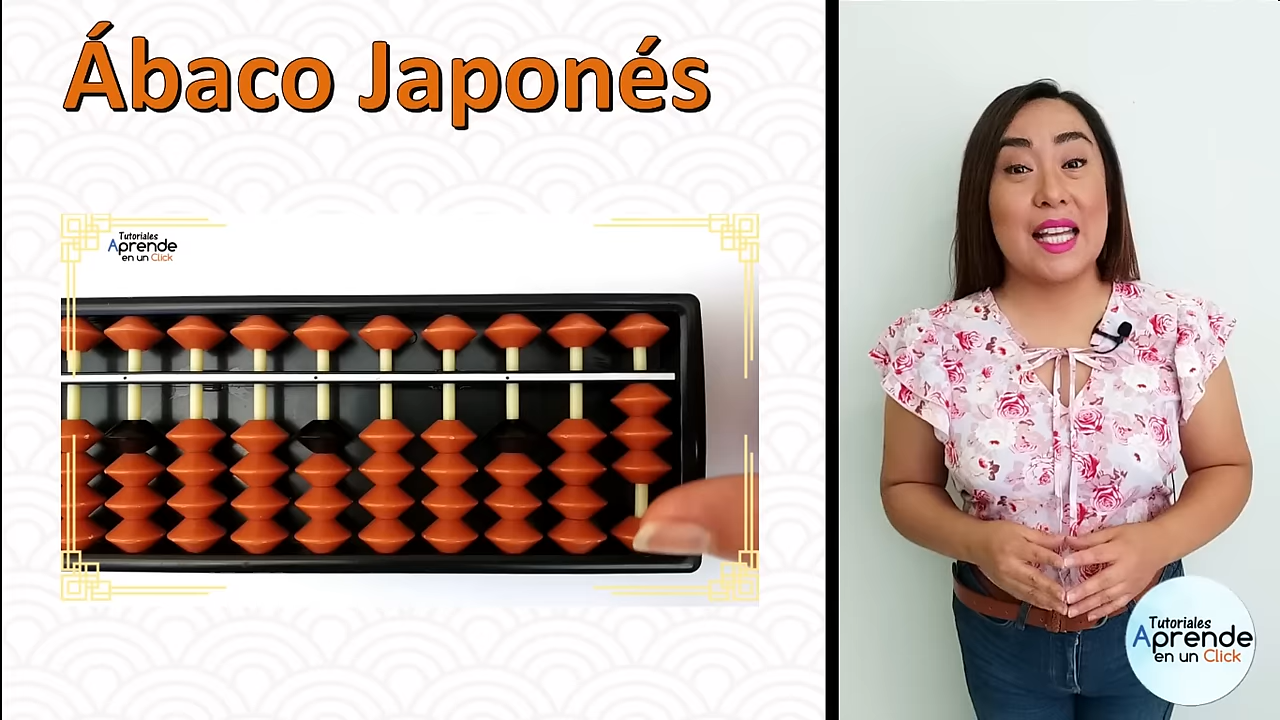 Ábaco Japonés
Tutoriales
Aprende
en un Click
Tutoriales
Aprende
en un Click